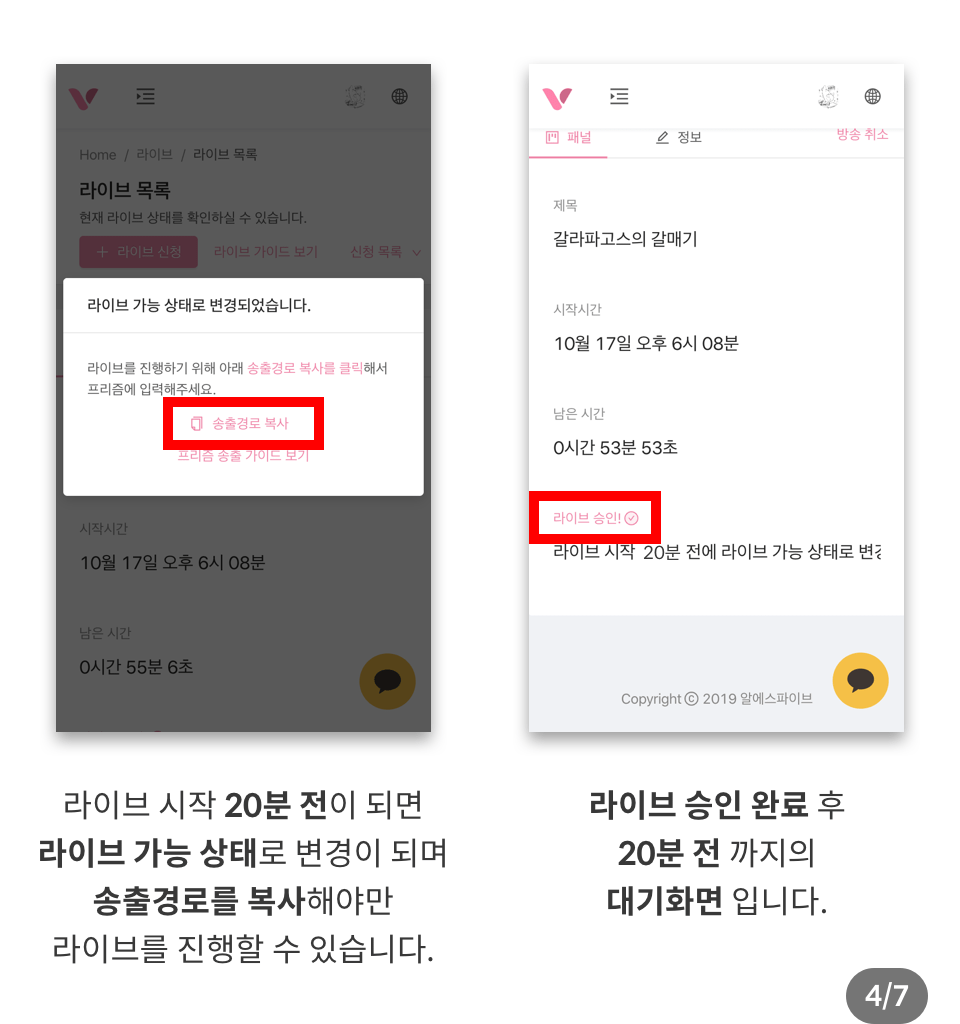 Home / 라이브 / 라이브 목록
라이브 목록
현재 라이브 상태를 확인하실 수 있습니다.
+ 라이브 신청 라이브 가이드 보기 신청 목록
라이브 가능 상태로 변경되었습니다.
라이브를 진행하기 위해 아래 송출경로 복사를 클릭해서
프리즘에 입력해주세요.
송출경로 복사
프리즘 송출 가이드 보기
시작시간
10월 17일 오후 6시 08분
남은 시간
0시간 55분 6초
라이브 시작 20분 전이 되면
라이브 가능 상태로 변경이 되며
송출경로를 복사해야만
라이브를 진행할 수 있습니다.
패널 정보 방송 취소
제목
갈라파고스의 갈매기
시작시간
10월 17일 오후 6시 08분
남은 시간
0시간 53분 53초
라이브 승인!
라이브 시작 20분 전에 라이브 가능 상태로 변
Copyright © 2019 알에스파이브
라이브 승인 완료 후
20분 전 까지의
대기화면 입니다.
4/7